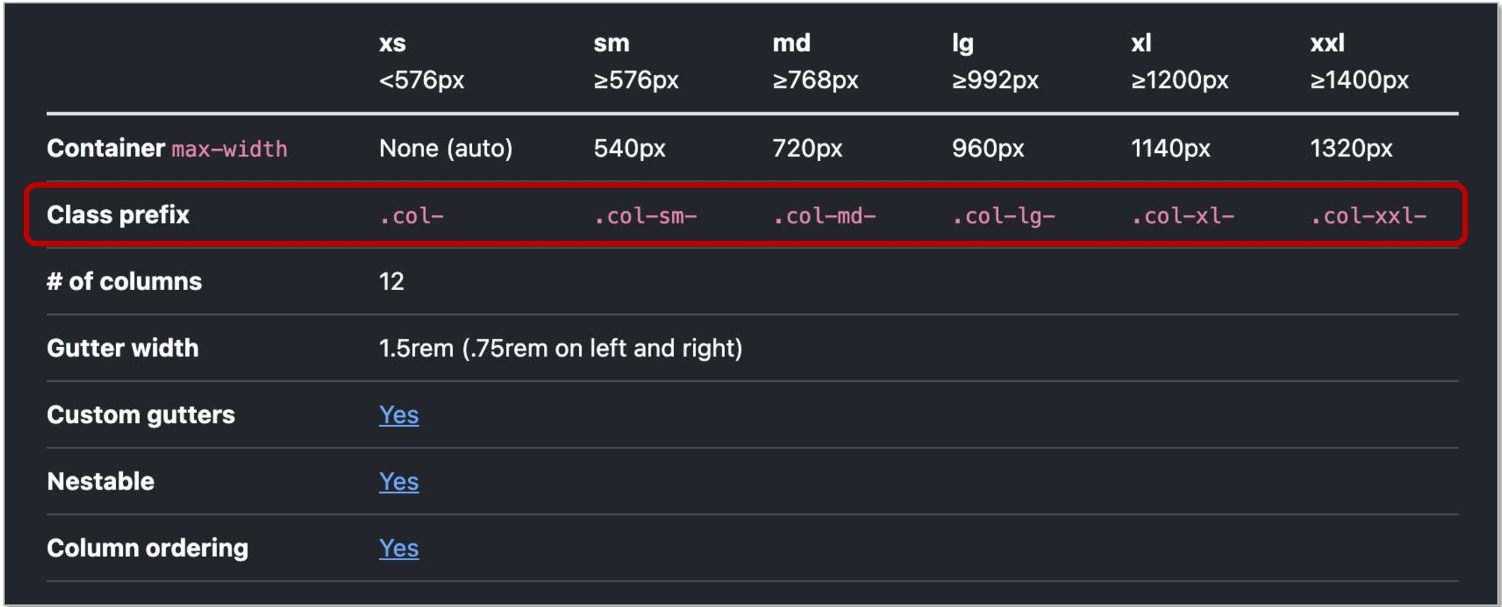 xs sm md lg xl xxl
<576px ≥576px ≥768px ≥992px ≥1200px ≥1400px
Container max-width None (auto) 540px 720px 960px 1140px 1320px
Class prefix .col- .col-sm- .col-md- .col-lg- .col-xl- .col-xxl-
# of columns 12
Gutter width 1.5rem (.75rem on left and right)
Custom gutters Yes
Nestable Yes
Column ordering Yes